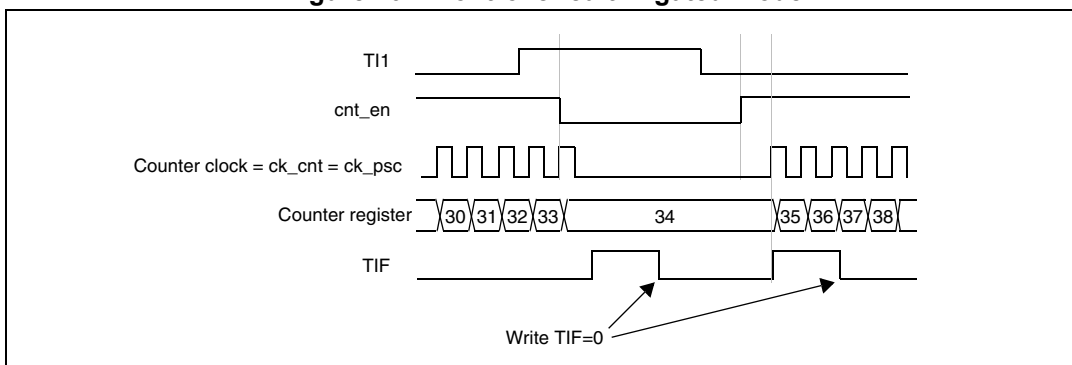 TI1
cnt_en
Counter clock = ck_cnt = ck_psc
Counter register 30 31 32 33 34 35 36 37 38
TIF
Write TIF=0